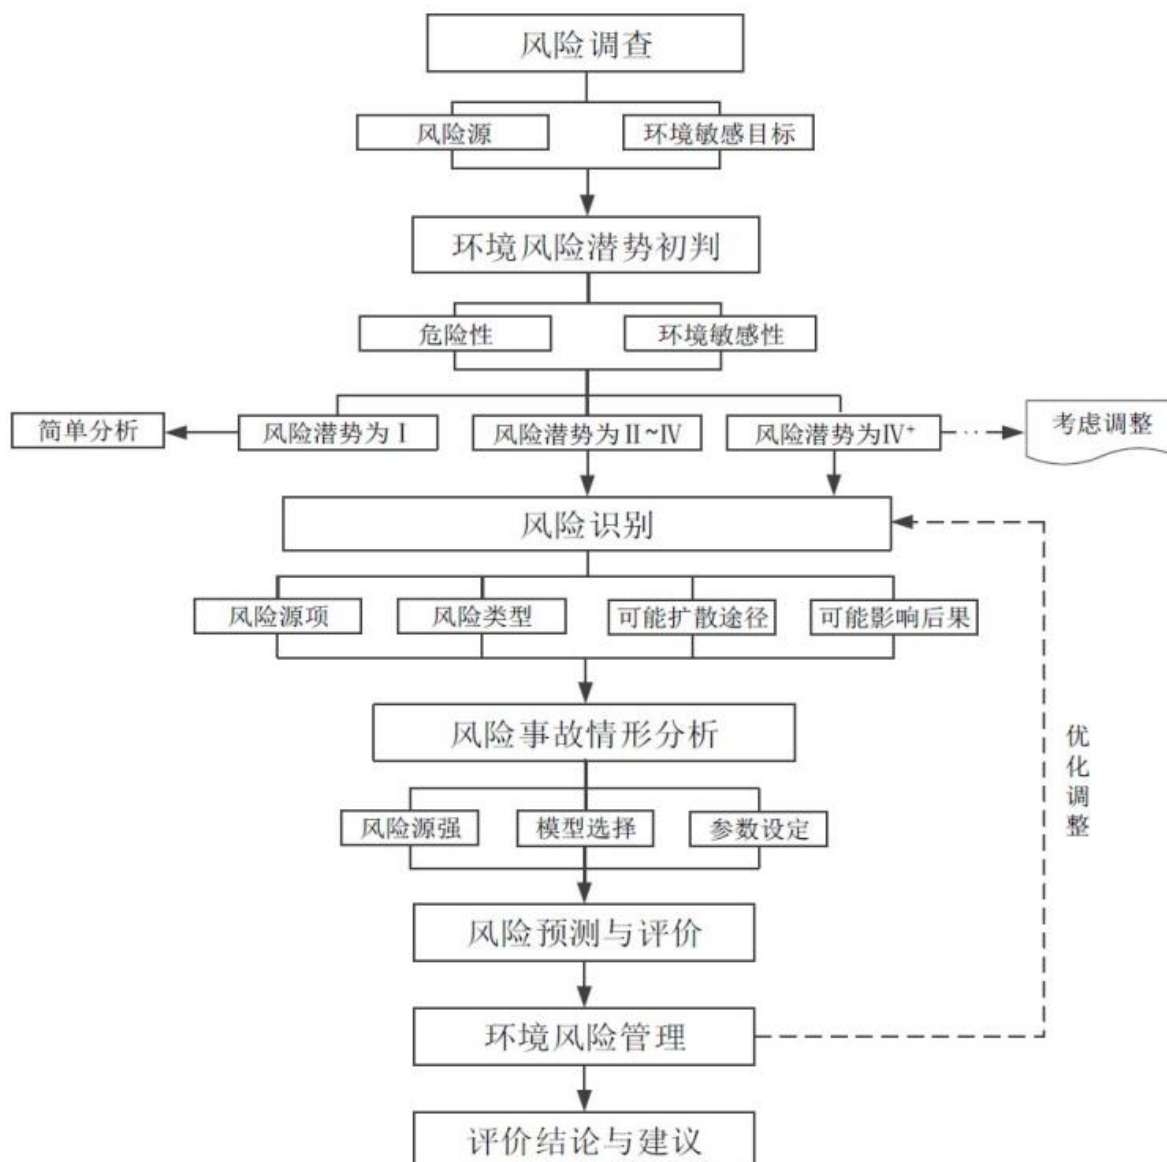 风险调查
风险源
环境敏感目标
环境风险潜势初判
危险性
环境敏感性
简单分析
风险潜势为Ⅰ
风险潜势为Ⅱ~Ⅳ
风险潜势为Ⅳ⁺
考虑调整
风险识别
风险源项
风险类型
可能扩散途径
可能影响后果
风险事故情形分析
优化调整
风险源强
模型选择
参数设定
风险预测与评价
环境风险管理
评价结论与建议